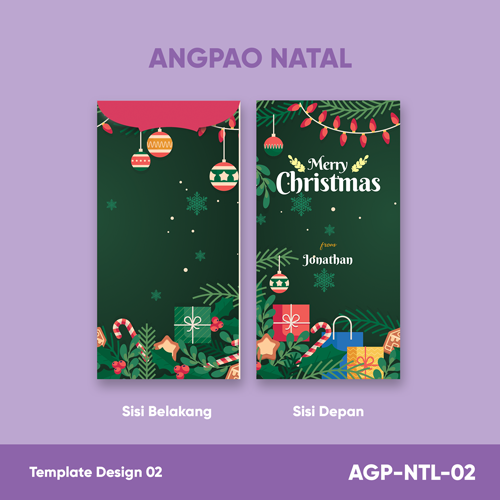 ANGPAO NATAL
Merry
Christmas
from
Jonathan
Sisi Belakang
Sisi Depan
Template Design 02
AGP-NTL-02